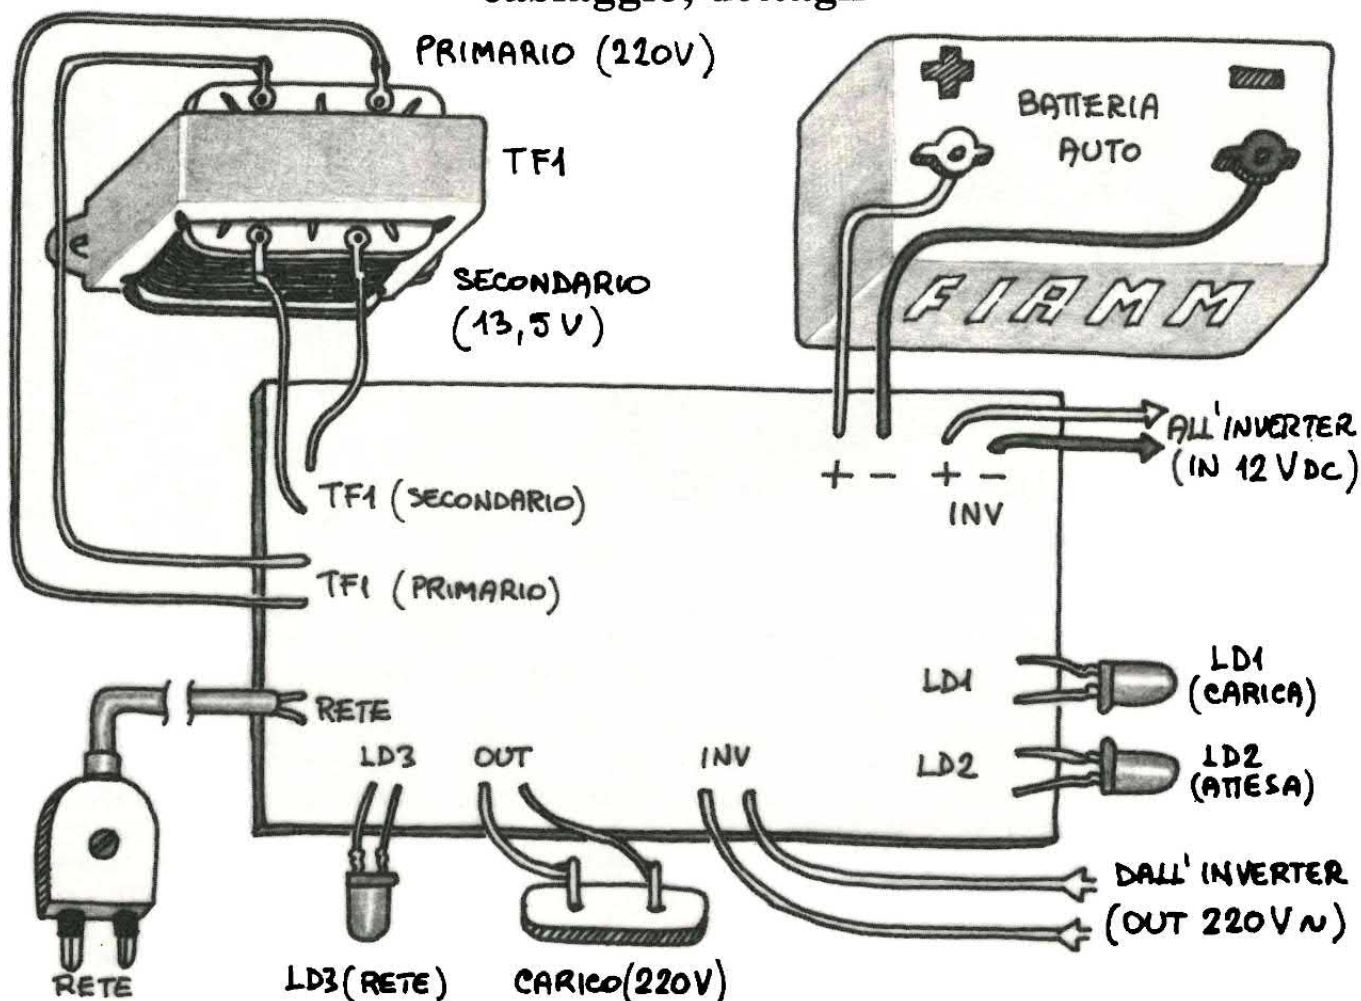 cablaggio, dettagli
PRIMARIO (220V)
TF1
SECONDARIO
(13,5 V)
BATTERIA
AUTO
FIAMM
ALL'INVERTER
(IN 12 VDC)
+ - + -
INV
TF1 (SECONDARIO)
TF1 (PRIMARIO)
RETE
LD3 OUT INV
LD1
LD1
(CARICA)
LD2
LD2
(ATTESA)
DALL'INVERTER
(OUT 220V ~)
RETE
LD3 (RETE)
CARICO (220V)